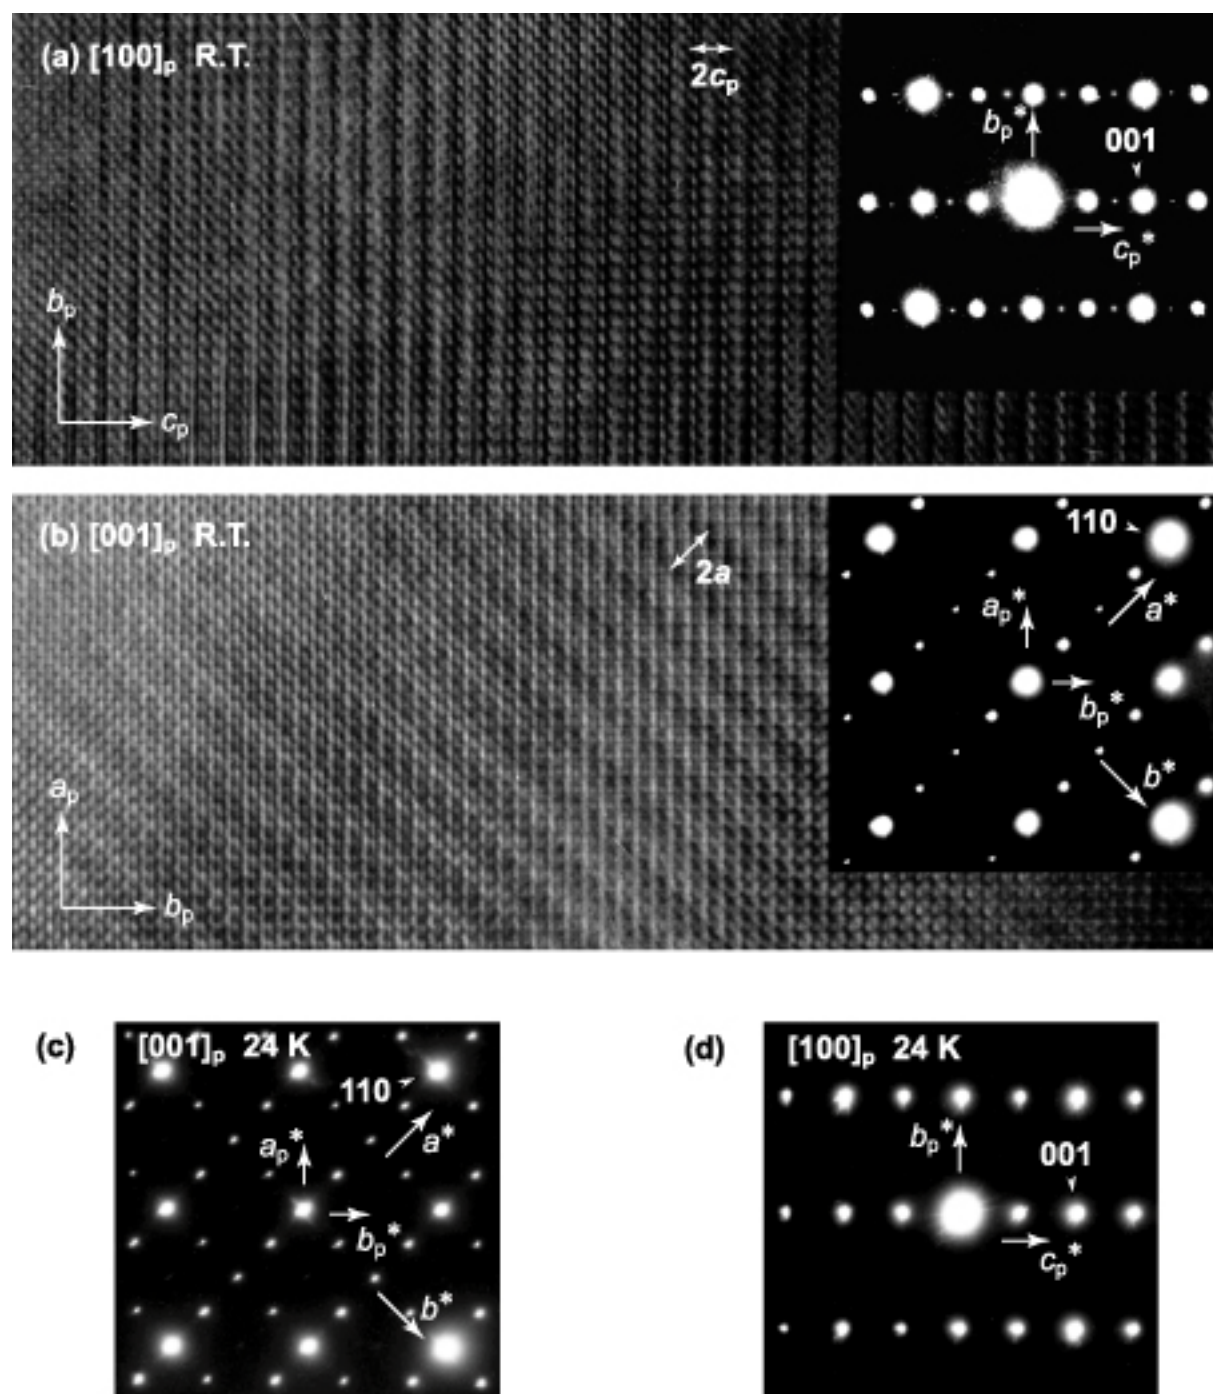 (a) [100]p R.T.
2cp
bp*
001
cp*
bp
cp
(b) [001]p R.T.
2a
110
a*
ap*
bp*
b*
ap
bp
(c)
[001]p 24 K
110
a*
ap*
bp*
b*
(d)
[100]p 24 K
bp*
001
cp*